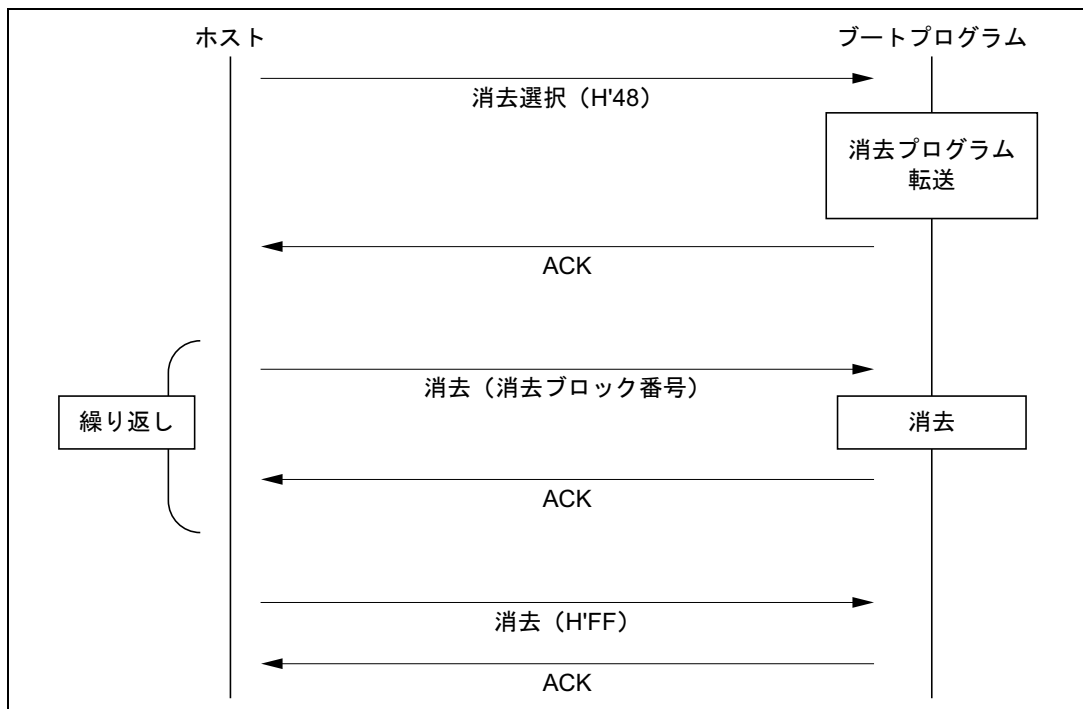 ホスト
ブートプログラム
消去選択（H'48）
消去プログラム
転送
ACK
消去（消去ブロック番号）
繰り返し
消去
ACK
消去（H'FF）
ACK